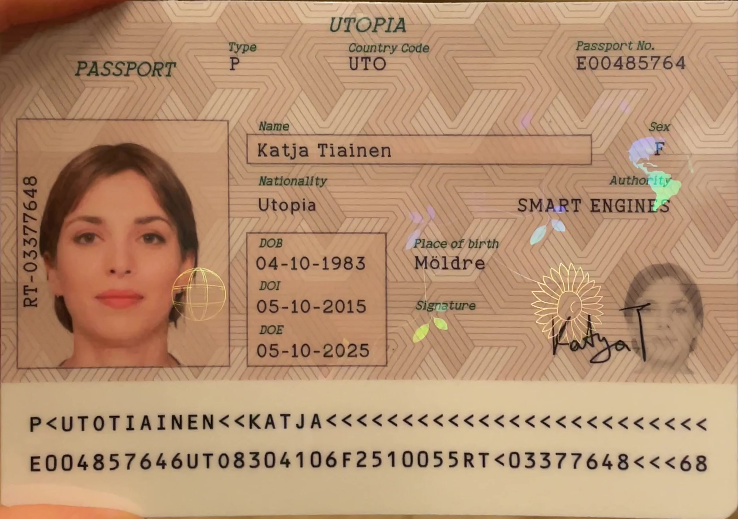 UTOPIA
PASSPORT
Type
P
Country Code
UTO
Passport No.
E00485764
RT-03377648
Name
Katja Tiainen
Sex
F
Nationality
Utopia
Authority
SMART ENGINES
DOB
04-10-1983
DOI
05-10-2015
DOE
05-10-2025
Place of birth
Möldre
Signature
Katya T
P<UTOTIAINEN<<KATJA<<<<<<<<<<<<<<<<<<<<<<<<<
E004857646UTO8304106F2510055RT<03377648<<<68